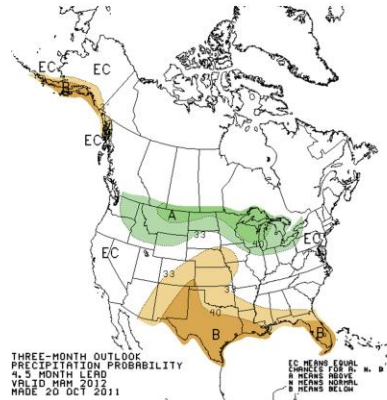 EC
EC
B
EC
A
33
40
EC
EC
33
33
40
B
B
THREE-MONTH OUTLOOK
PRECIPITATION PROBABILITY
4.5 MONTH LEAD
VALID MAM 2012
MADE 20 OCT 2011
EC MEANS EQUAL
CHANCES FOR A, N, B
A MEANS ABOVE
N MEANS NORMAL
B MEANS BELOW